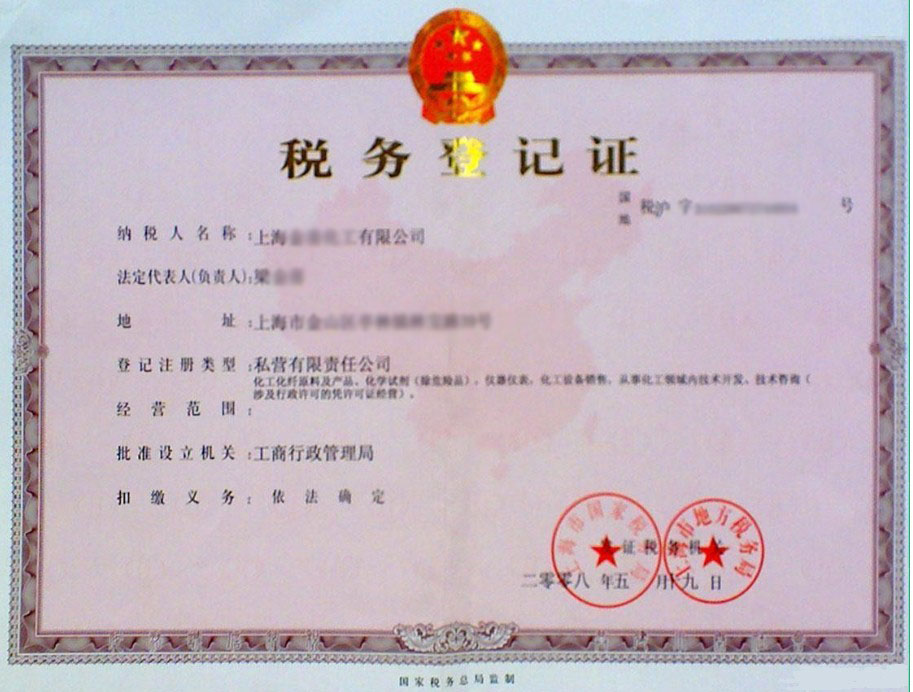 税务登记证
国
地 税沪字 号
纳税人名称：上海 有限公司
法定代表人(负责人)：梁
地址：上海市
登记注册类型：私营有限责任公司
化工化纤原料及产品、化学试剂（除危险品），仪器仪表，化工设备销售，从事化工领域内技术开发、技术咨询（
涉及行政许可的凭许可证经营）。
经营范围：
批准设立机关：工商行政管理局
扣缴义务：依法确定
上海市国家税务局
上海市地方税务局
发证税务机关
二零零八年五月十九日
国家税务总局监制